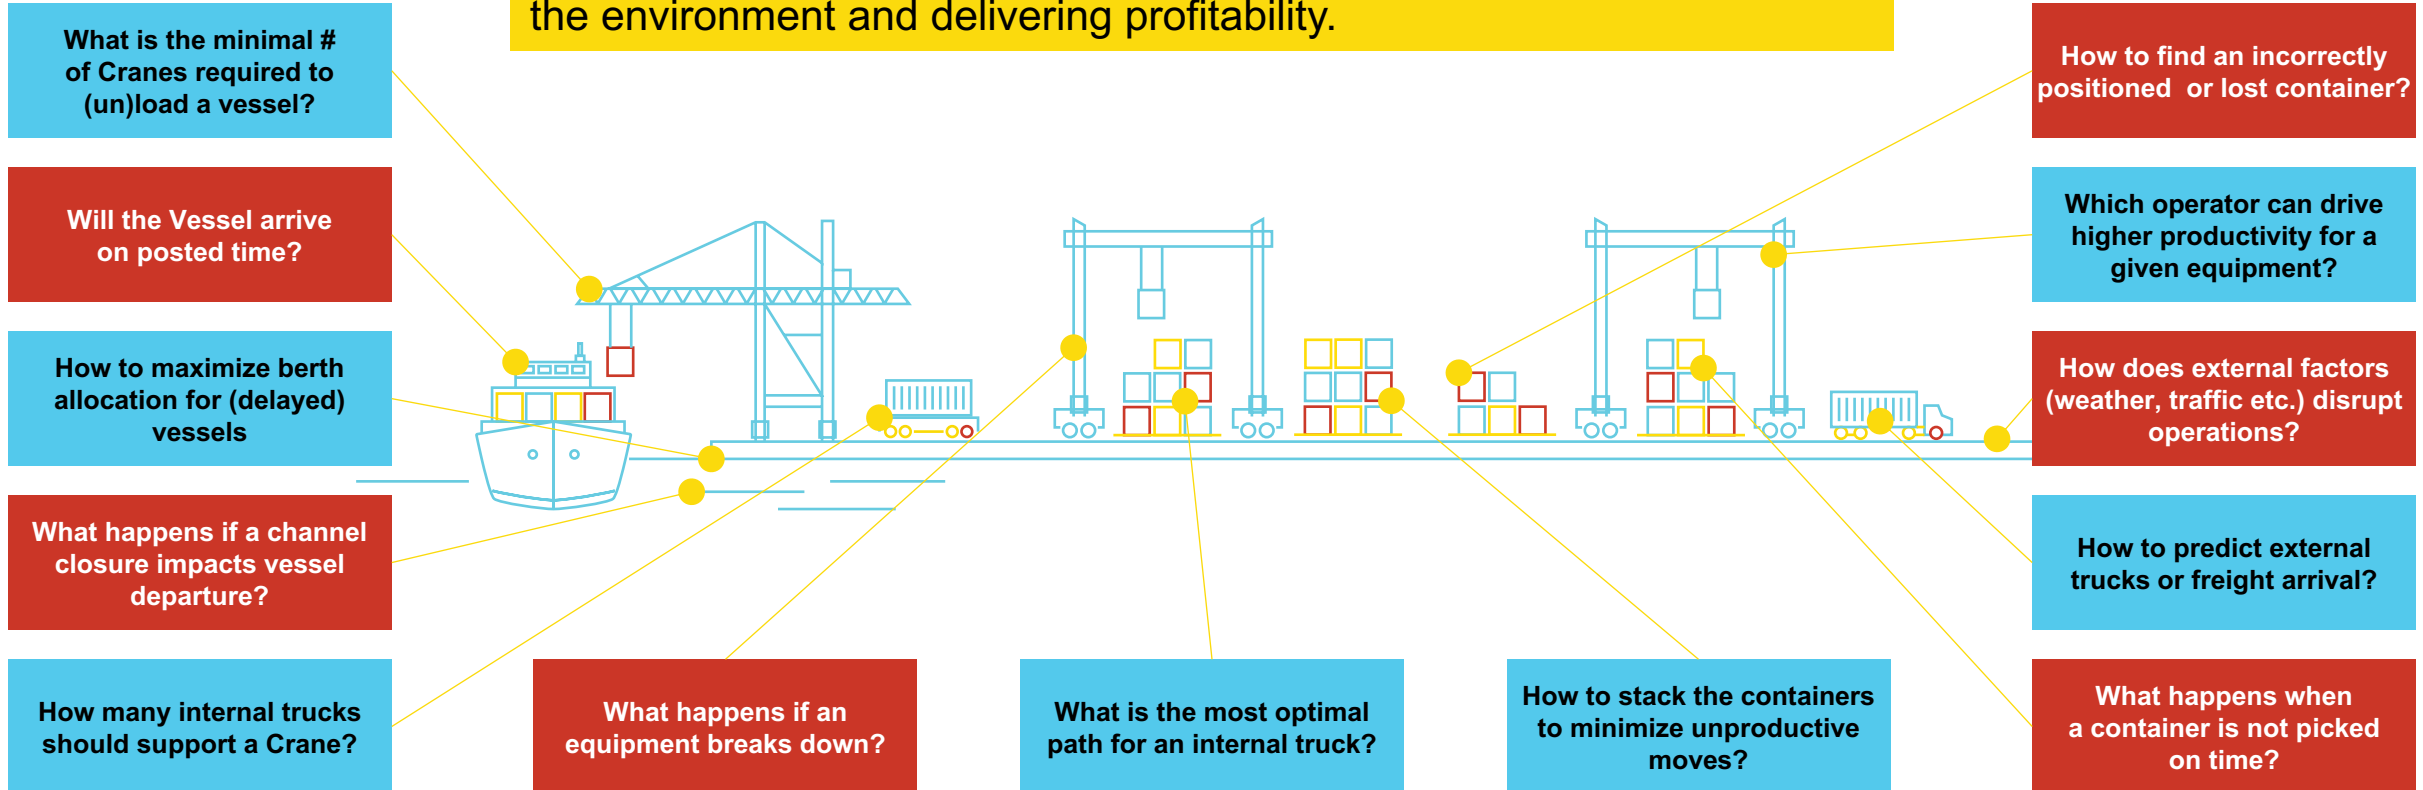 the environment and delivering profitability.
What is the minimal #
of Cranes required to
(un)load a vessel?
Will the Vessel arrive
on posted time?
How to maximize berth
allocation for (delayed)
vessels
What happens if a channel
closure impacts vessel
departure?
How many internal trucks
should support a Crane?
What happens if an
equipment breaks down?
What is the most optimal
path for an internal truck?
How to stack the containers
to minimize unproductive
moves?
How to find an incorrectly
positioned  or lost container?
Which operator can drive
higher productivity for a
given equipment?
How does external factors
(weather, traffic etc.) disrupt
operations?
How to predict external
trucks or freight arrival?
What happens when
a container is not picked
on time?